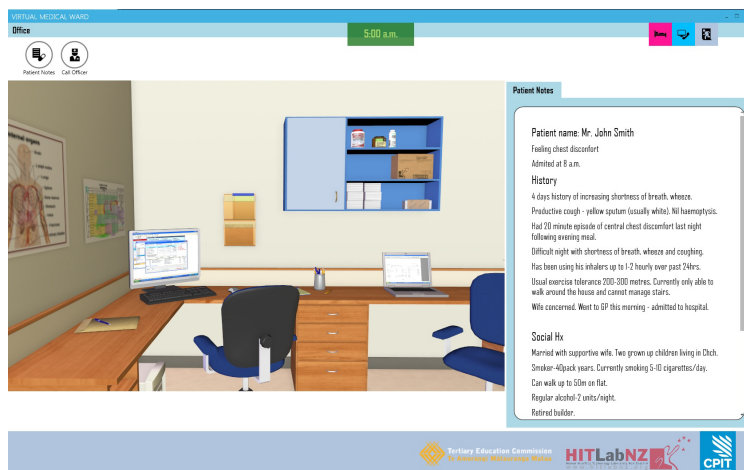 VIRTUAL MEDICAL WARD
Office
5:00 a.m.
Patient Notes
Call Officer
Patient Notes
Patient name: Mr. John Smith
Feeling chest disconfort
Admited at 8 a.m.
History
4 days history of increasing shortness of breath, wheeze.
Productive cough - yellow sputum (usually white). Nil haemoptysis.
Had 20 minute episode of central chest discomfort last night
following evening meal.
Difficult night with shortness of breath, wheeze and coughing.
Has been using his inhalers up to 1-2 hourly over past 24hrs.
Usual exercise tolerance 200-300 metres. Currently only able to
walk around the house and cannot manage stairs.
Wife concerned. Went to GP this morning - admitted to hospital.
Social Hx
Married with supportive wife. Two grown up children living in Chch.
Smoker-40pack years. Currently smoking 5-10 cigarettes/day.
Can walk up to 50m on flat.
Regular alcohol-2 units/night.
Retired builder.
internal organs
Tertiary Education Commission
HITLabNZ
CPIT